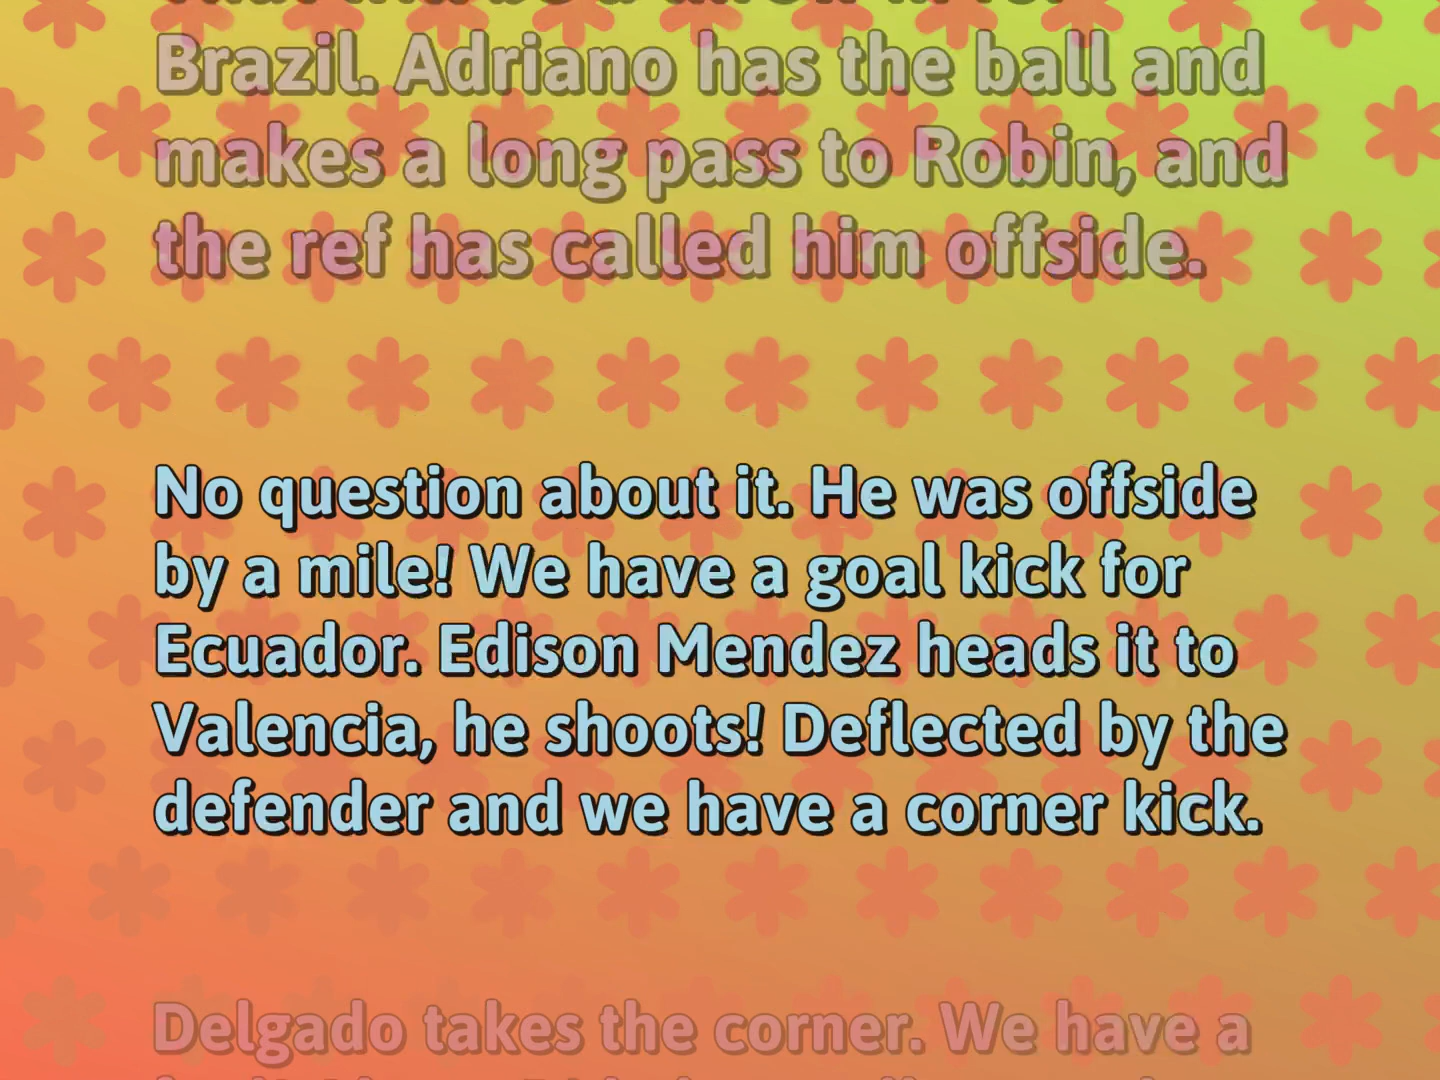 Brazil. Adriano has the ball and
makes a long pass to Robin, and
the ref has called him offside.
No question about it. He was offside
by a mile! We have a goal kick for
Ecuador. Edison Mendez heads it to
Valencia, he shoots! Deflected by the
defender and we have a corner kick.
Delgado takes the corner. We have a